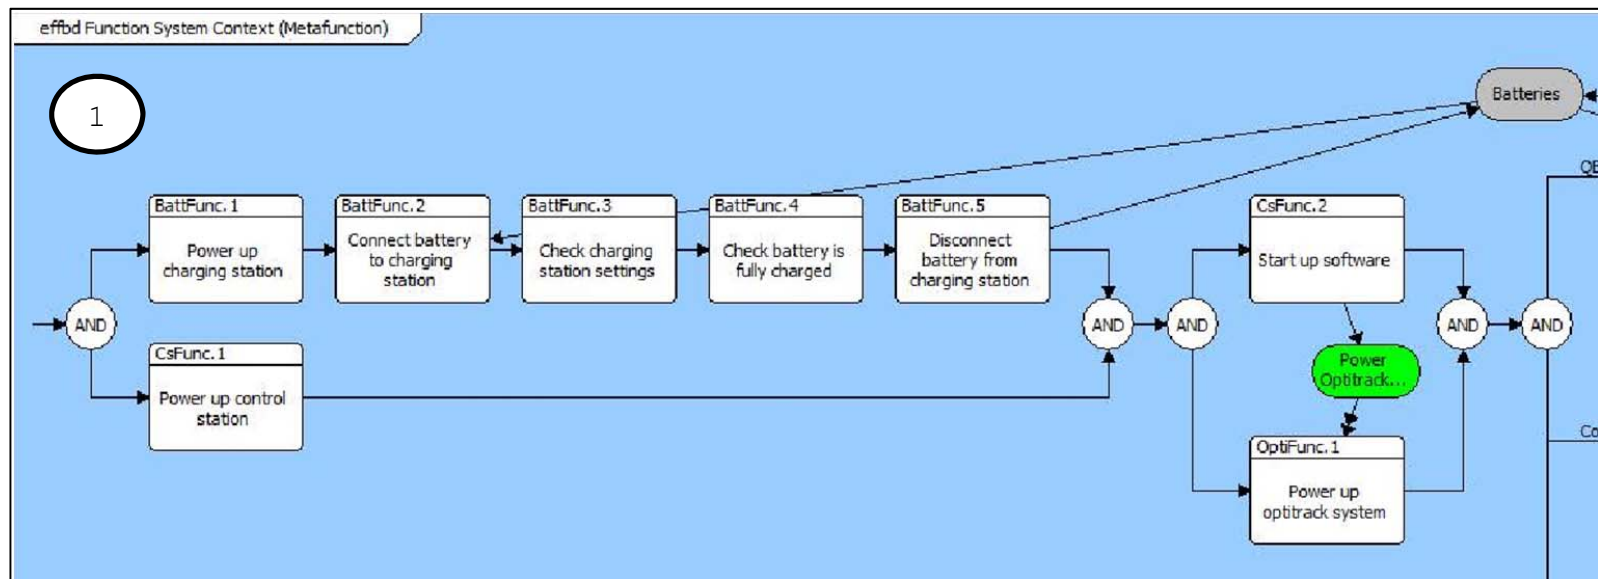 effbd Function System Context (Metafunction)
1
Batteries
QB
BattFunc.1
Power up
charging station
BattFunc.2
Connect battery
to charging
station
BattFunc.3
Check charging
station settings
BattFunc.4
Check battery is
fully charged
BattFunc.5
Disconnect
battery from
charging station
CsFunc.2
Start up software
AND
AND
AND
AND
AND
CsFunc.1
Power up control
station
Power
Optitrack...
OptiFunc.1
Power up
optitrack system
Co